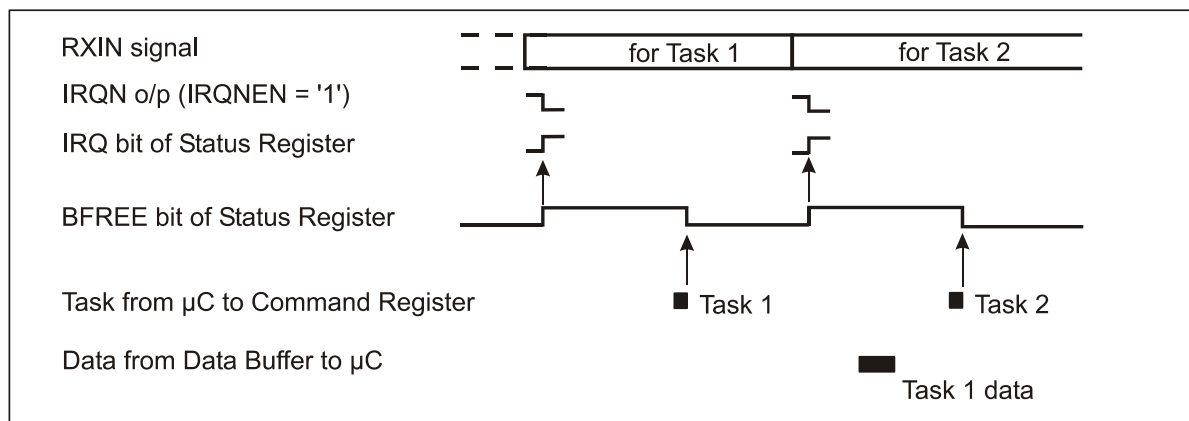 RXIN signal
for Task 1
for Task 2
IRQN o/p (IRQNEN = '1')
IRQ bit of Status Register
BFREE bit of Status Register
Task from µC to Command Register
Task 1
Task 2
Data from Data Buffer to µC
Task 1 data